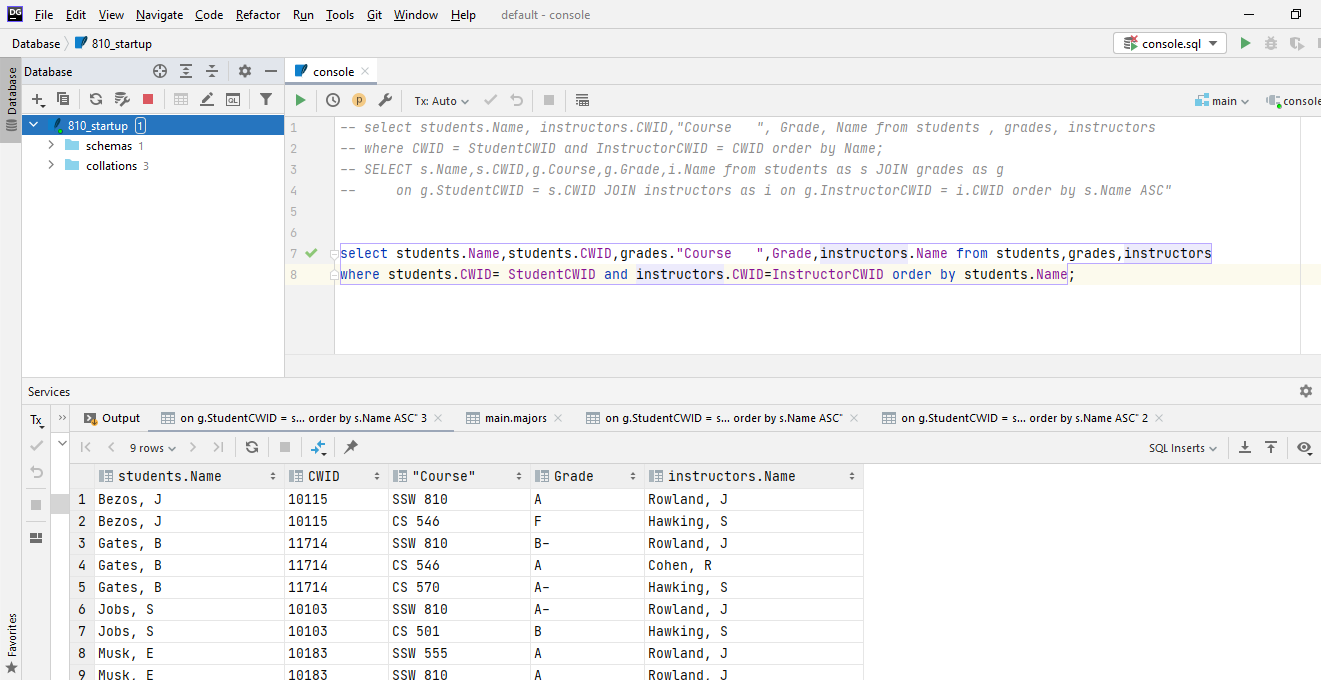 DG File Edit View Navigate Code Refactor Run Tools Git Window Help default - console
Database 810_startup console.sql
Database console
Database
Tx: Auto main console
810_startup 1
schemas 1
collations 3
1 -- select students.Name, instructors.CWID,"Course   ", Grade, Name from students , grades, instructors
2 -- where CWID = StudentCWID and InstructorCWID = CWID order by Name;
3 -- SELECT s.Name,s.CWID,g.Course,g.Grade,i.Name from students as s JOIN grades as g
4 --     on g.StudentCWID = s.CWID JOIN instructors as i on g.InstructorCWID = i.CWID order by s.Name ASC"
5
6
7 select students.Name,students.CWID,grades."Course   ",Grade,instructors.Name from students,grades,instructors
8 where students.CWID= StudentCWID and instructors.CWID=InstructorCWID order by students.Name;
Services
Tx Output on g.StudentCWID = s... order by s.Name ASC" 3 main.majors on g.StudentCWID = s... order by s.Name ASC" on g.StudentCWID = s... order by s.Name ASC" 2
9 rows SQL Inserts
students.Name CWID "Course" Grade instructors.Name
1 Bezos, J 10115 SSW 810 A Rowland, J
2 Bezos, J 10115 CS 546 F Hawking, S
3 Gates, B 11714 SSW 810 B- Rowland, J
4 Gates, B 11714 CS 546 A Cohen, R
5 Gates, B 11714 CS 570 A- Hawking, S
6 Jobs, S 10103 SSW 810 A- Rowland, J
7 Jobs, S 10103 CS 501 B Hawking, S
8 Musk, E 10183 SSW 555 A Rowland, J
9 Musk, E 10183 SSW 810 A Rowland, J
Favorites